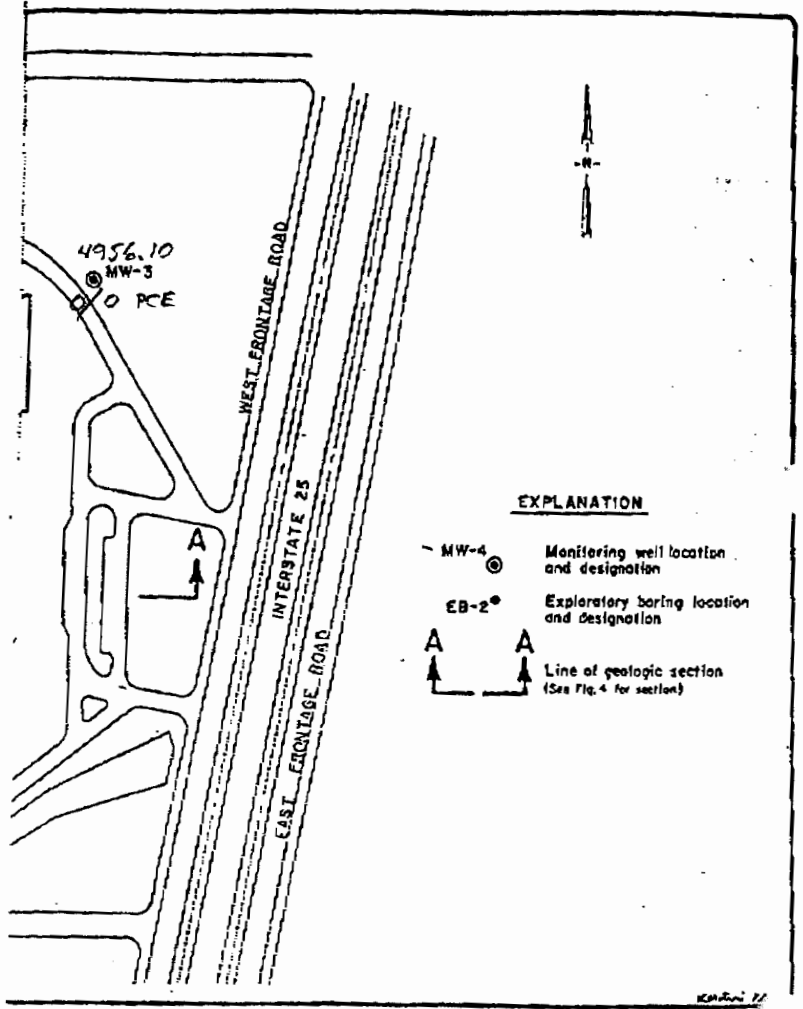 -N-
4956.10
MW-3
0 PCE
WEST FRONTAGE ROAD
INTERSTATE 25
EAST FRONTAGE ROAD
A
EXPLANATION
MW-4
Monitoring well location
and designation
EB-2
Exploratory boring location
and designation
A A
Line of geologic section
(See Fig. 4 for section)